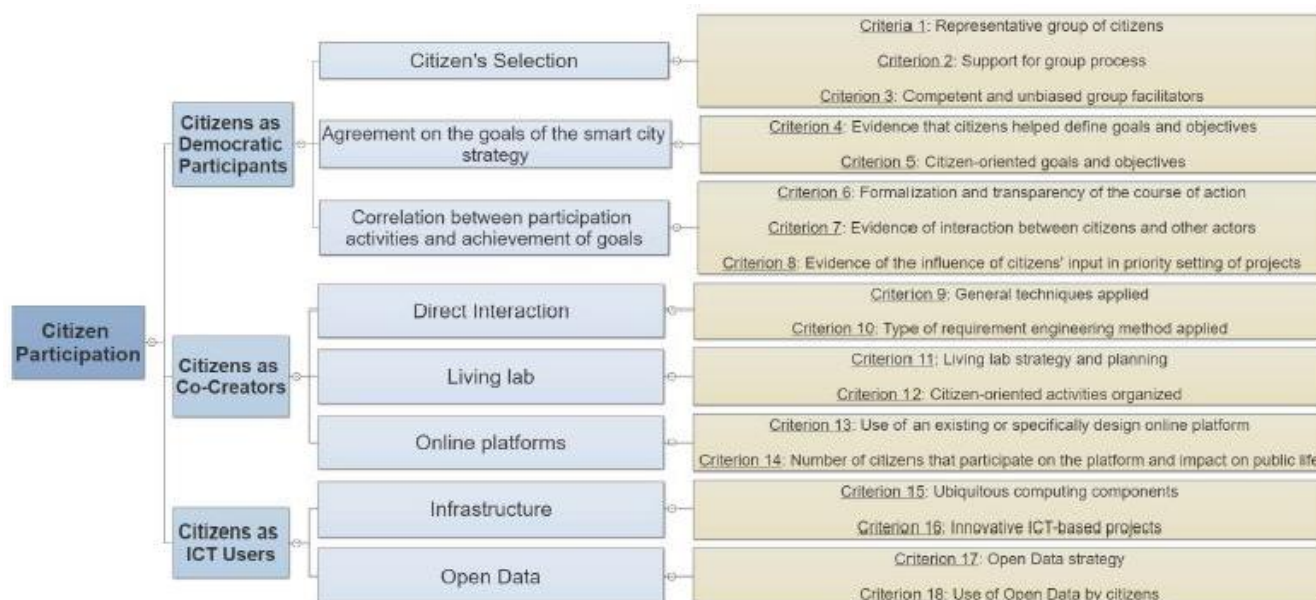 Citizen
Participation
Citizens as
Democratic
Participants
Citizen's Selection
Criteria 1: Representative group of citizens
Criterion 2: Support for group process
Criterion 3: Competent and unbiased group facilitators
Agreement on the goals of the smart city
strategy
Criterion 4: Evidence that citizens helped define goals and objectives
Criterion 5: Citizen-oriented goals and objectives
Correlation between participation
activities and achievement of goals
Criterion 6: Formalization and transparency of the course of action
Criterion 7: Evidence of interaction between citizens and other actors
Criterion 8: Evidence of the influence of citizens' input in priority setting of projects
Citizens as
Co-Creators
Direct Interaction
Criterion 9: General techniques applied
Criterion 10: Type of requirement engineering method applied
Living lab
Criterion 11: Living lab strategy and planning
Criterion 12: Citizen-oriented activities organized
Online platforms
Criterion 13: Use of an existing or specifically design online platform
Criterion 14: Number of citizens that participate on the platform and impact on public life
Citizens as
ICT Users
Infrastructure
Criterion 15: Ubiquitous computing components
Criterion 16: Innovative ICT-based projects
Open Data
Criterion 17: Open Data strategy
Criterion 18: Use of Open Data by citizens